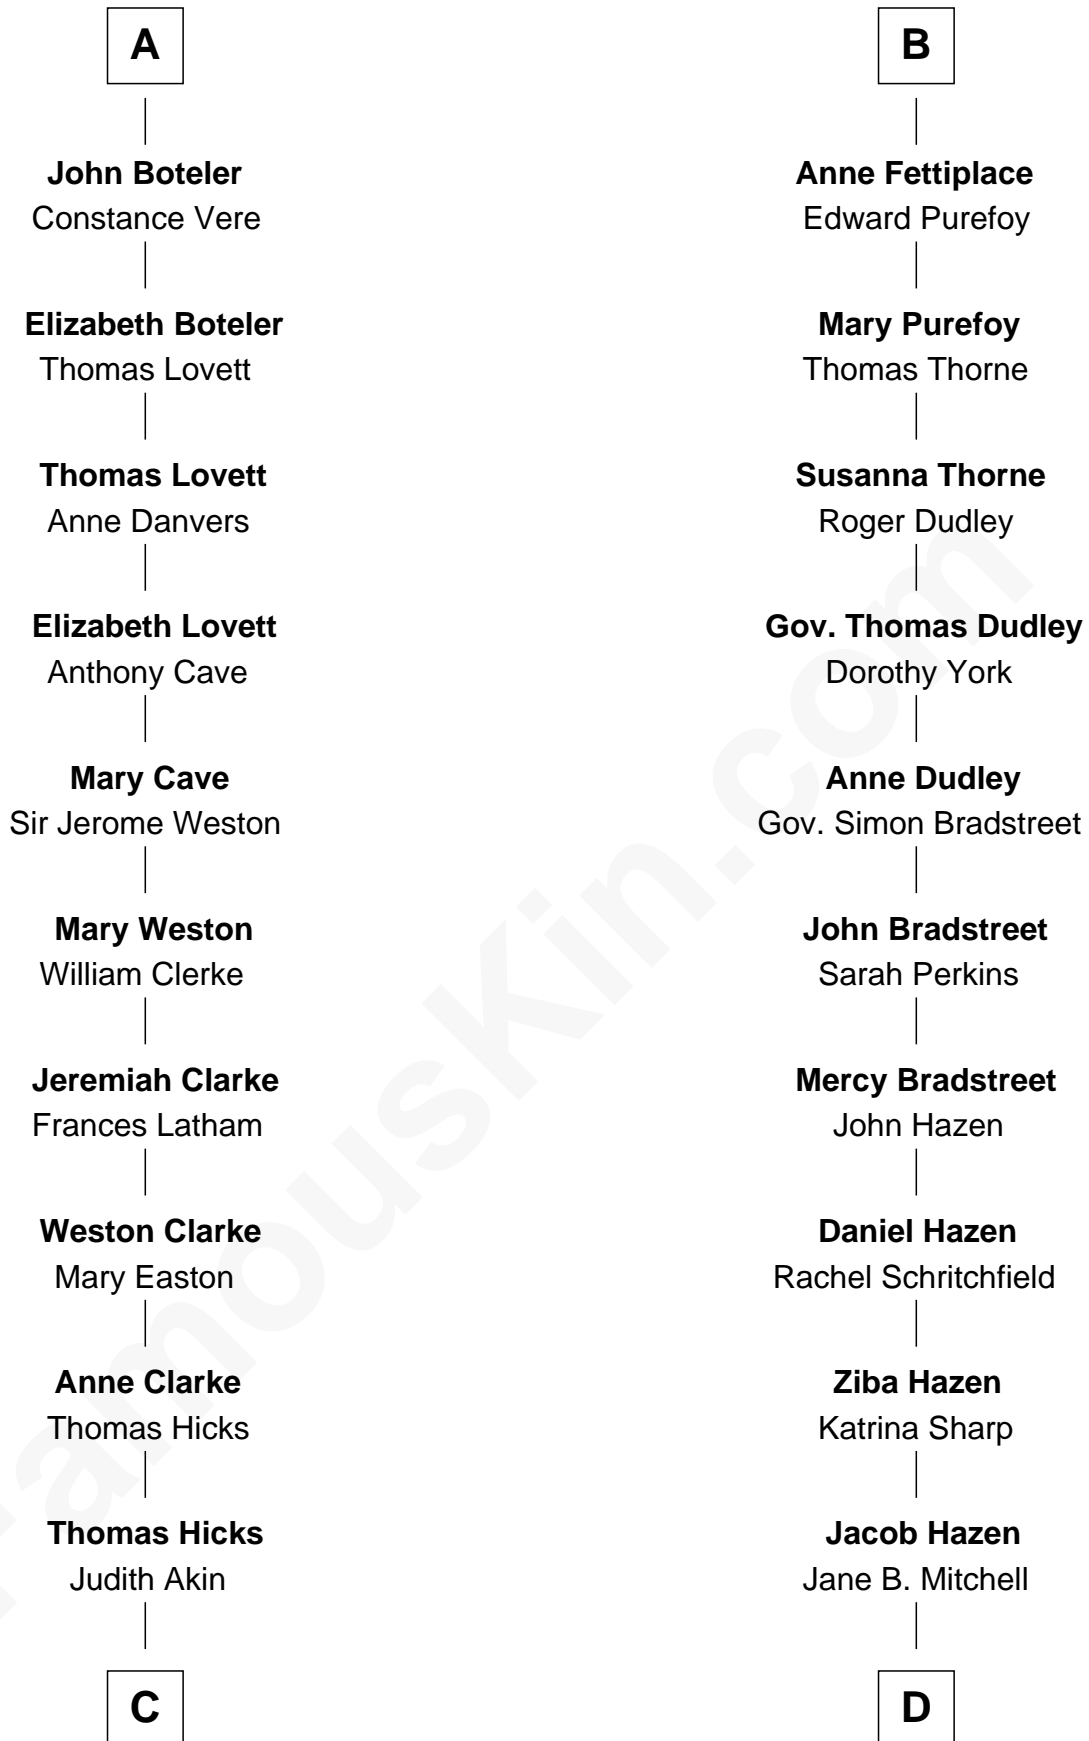 A
John Boteler
Constance Vere
Elizabeth Boteler
Thomas Lovett
Thomas Lovett
Anne Danvers
Elizabeth Lovett
Anthony Cave
Mary Cave
Sir Jerome Weston
Mary Weston
William Clerke
Jeremiah Clarke
Frances Latham
Weston Clarke
Mary Easton
Anne Clarke
Thomas Hicks
Thomas Hicks
Judith Akin
C
B
Anne Fettiplace
Edward Purefoy
Mary Purefoy
Thomas Thorne
Susanna Thorne
Roger Dudley
Gov. Thomas Dudley
Dorothy York
Anne Dudley
Gov. Simon Bradstreet
John Bradstreet
Sarah Perkins
Mercy Bradstreet
John Hazen
Daniel Hazen
Rachel Schritchfield
Ziba Hazen
Katrina Sharp
Jacob Hazen
Jane B. Mitchell
D
FamousKin.com